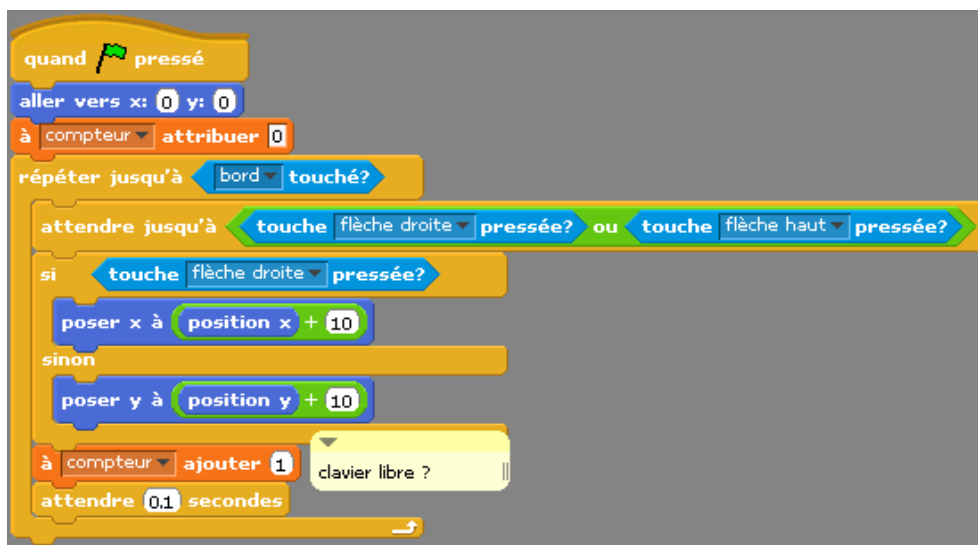 quand pressé
aller vers x: 0 y: 0
à compteur attribuer 0
répéter jusqu'à bord touché?
attendre jusqu'à touche flèche droite pressée? ou touche flèche haut pressée?
si touche flèche droite pressée?
poser x à position x + 10
sinon
poser y à position y + 10
à compteur ajouter 1
clavier libre ?
attendre 0.1 secondes